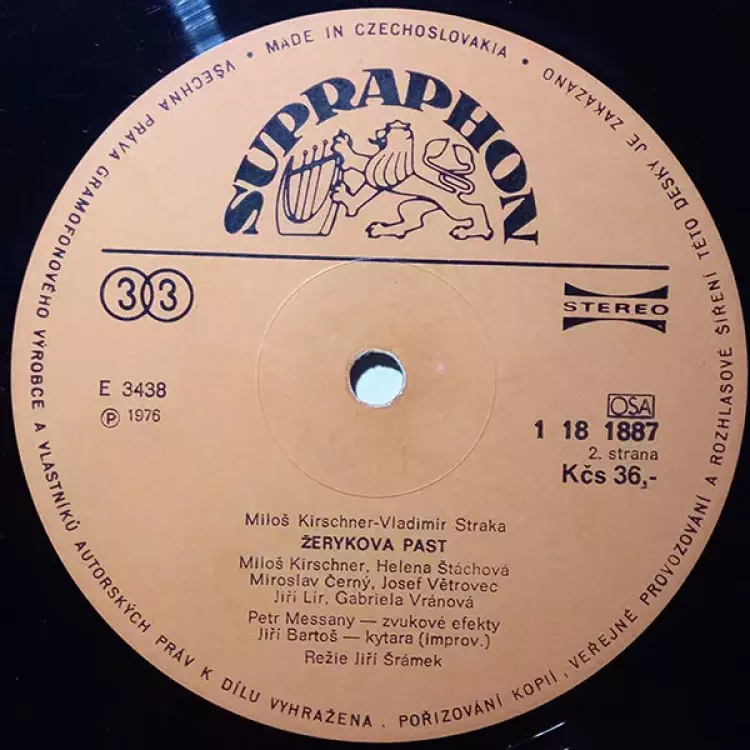 VŠECHNA PRÁVA GRAMOFONOVÉHO VÝROBCE A VLASTNÍKŮ AUTORSKÝCH PRÁV K DÍLU VYHRAŽENA . POŘIZOVÁNÍ KOPIÍ , VEŘEJNÉ PROVOZOVÁNÍ A ROZHLASOVÉ ŠÍŘENÍ TÉTO DESKY JE ZAKÁZÁNO • MADE IN CZECHOSLOVAKIA •
SUPRAPHON
33
STEREO
E 3438
Ⓟ 1976
OSA
1 18 1887
2. strana
Kčs 36,-
Miloš Kirschner-Vladimír Straka
ŽERYKOVA PAST
Miloš Kirschner, Helena Štáchová
Miroslav Černý, Josef Větrovec
Jiří Lír, Gabriela Vránová
Petr Messany — zvukové efekty
Jiří Bartoš — kytara (improv.)
Režie Jiří Šrámek